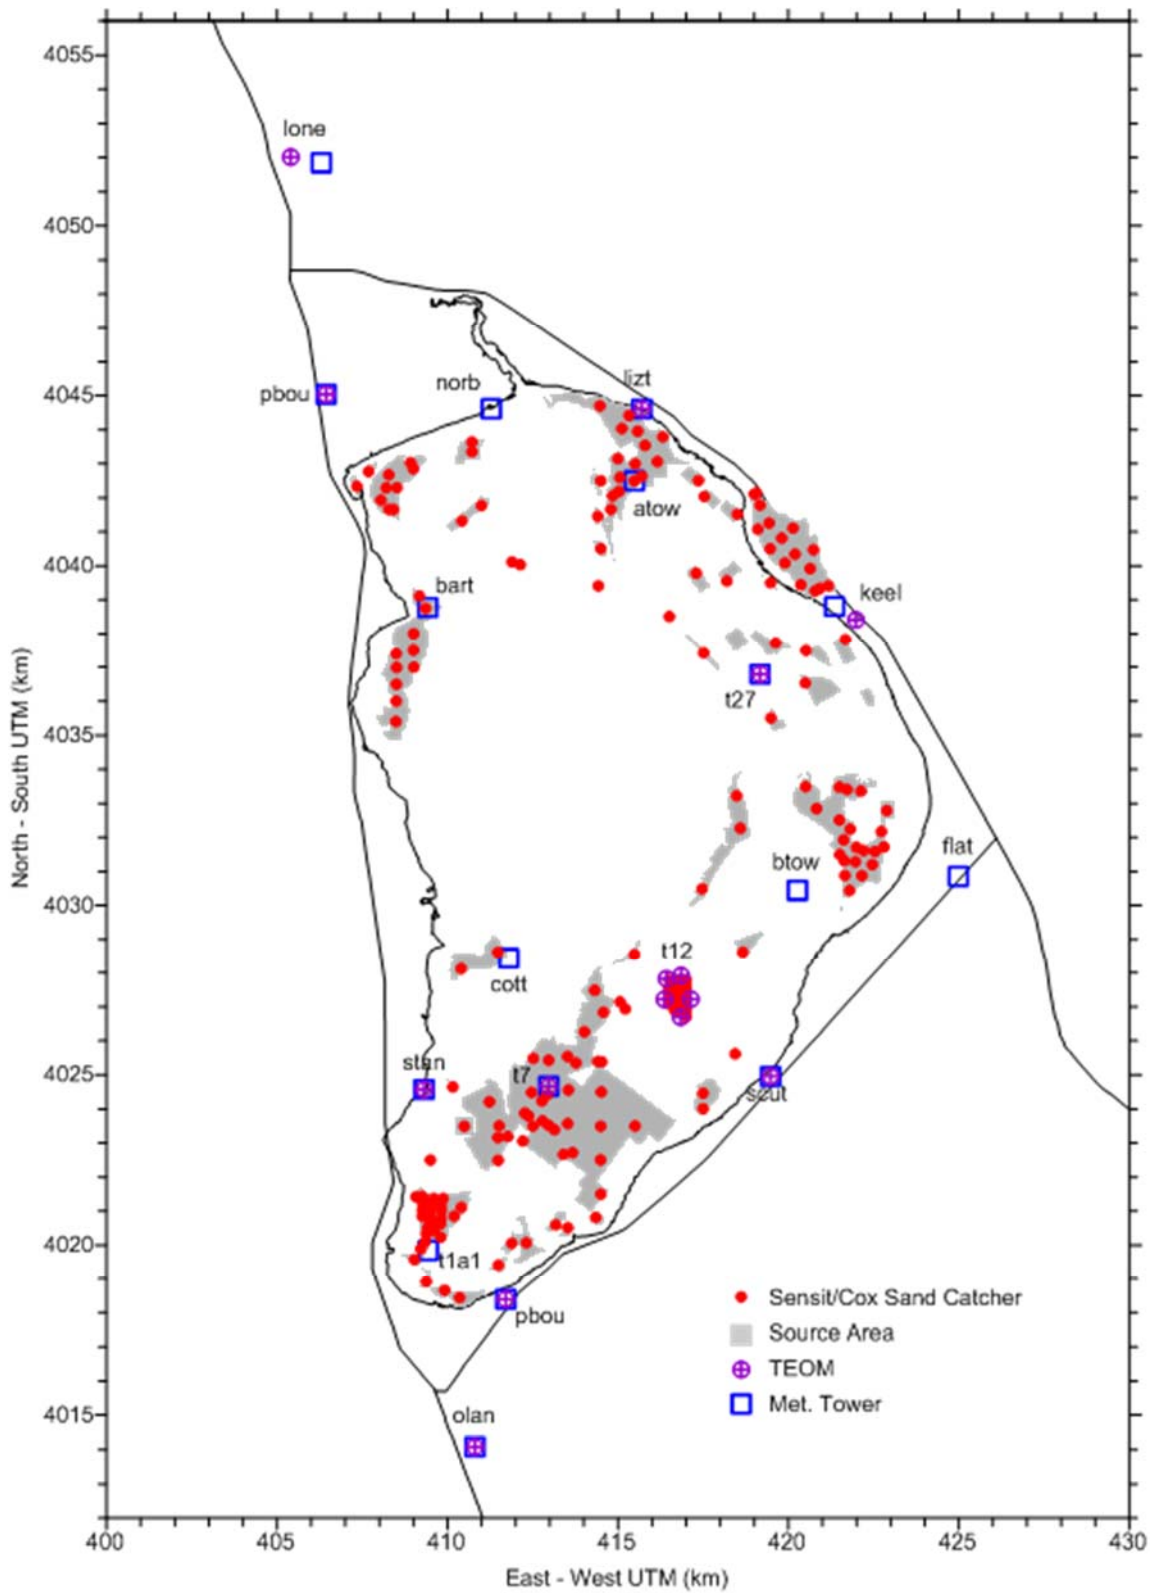 4055
lone
4050
lizt
norb
pbou
4045
atow
4040
bart
keel
t27
4035
North - South UTM (km)
flat
btow
4030
t12
cott
stan
t7
4025
scut
4020
t1a1
Sensit/Cox Sand Catcher
pbou
Source Area
TEOM
Met. Tower
4015
olan
400
405
410
415
420
425
430
East - West UTM (km)